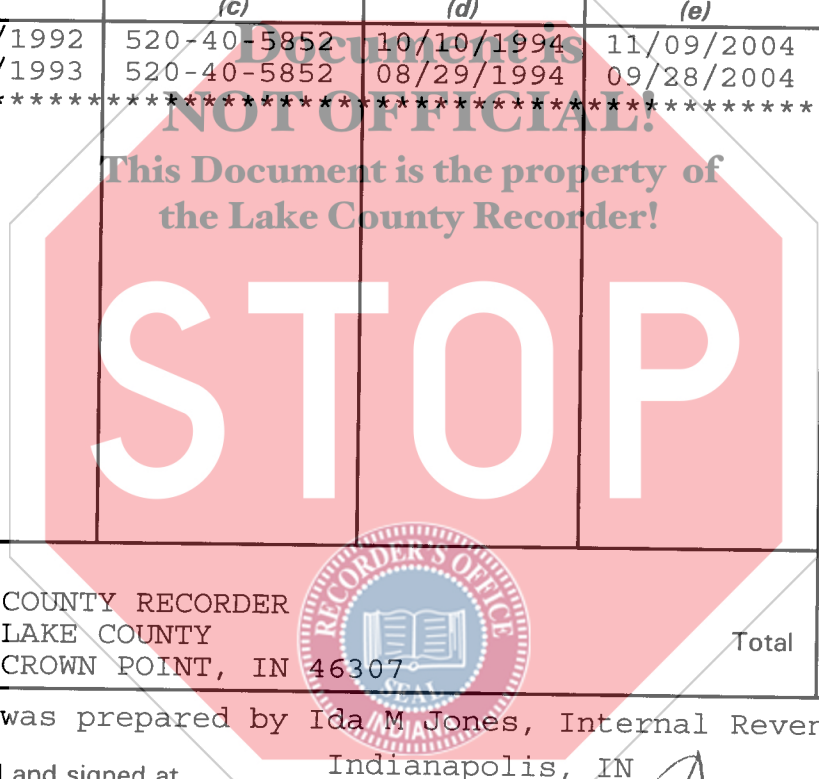 (c) (d) (e)
/1992 520-40-5852 10/10/1994 11/09/2004
/1993 520-40-5852 08/29/1994 09/28/2004
****************************************************
Document is
NOT OFFICIAL!
This Document is the property of
the Lake County Recorder!
STOP
COUNTY RECORDER
LAKE COUNTY
CROWN POINT, IN 46307
Total
RECORDER'S OFFICE
SEAL
INDIANA
was prepared by Ida M Jones, Internal Reven
and signed at Indianapolis, IN